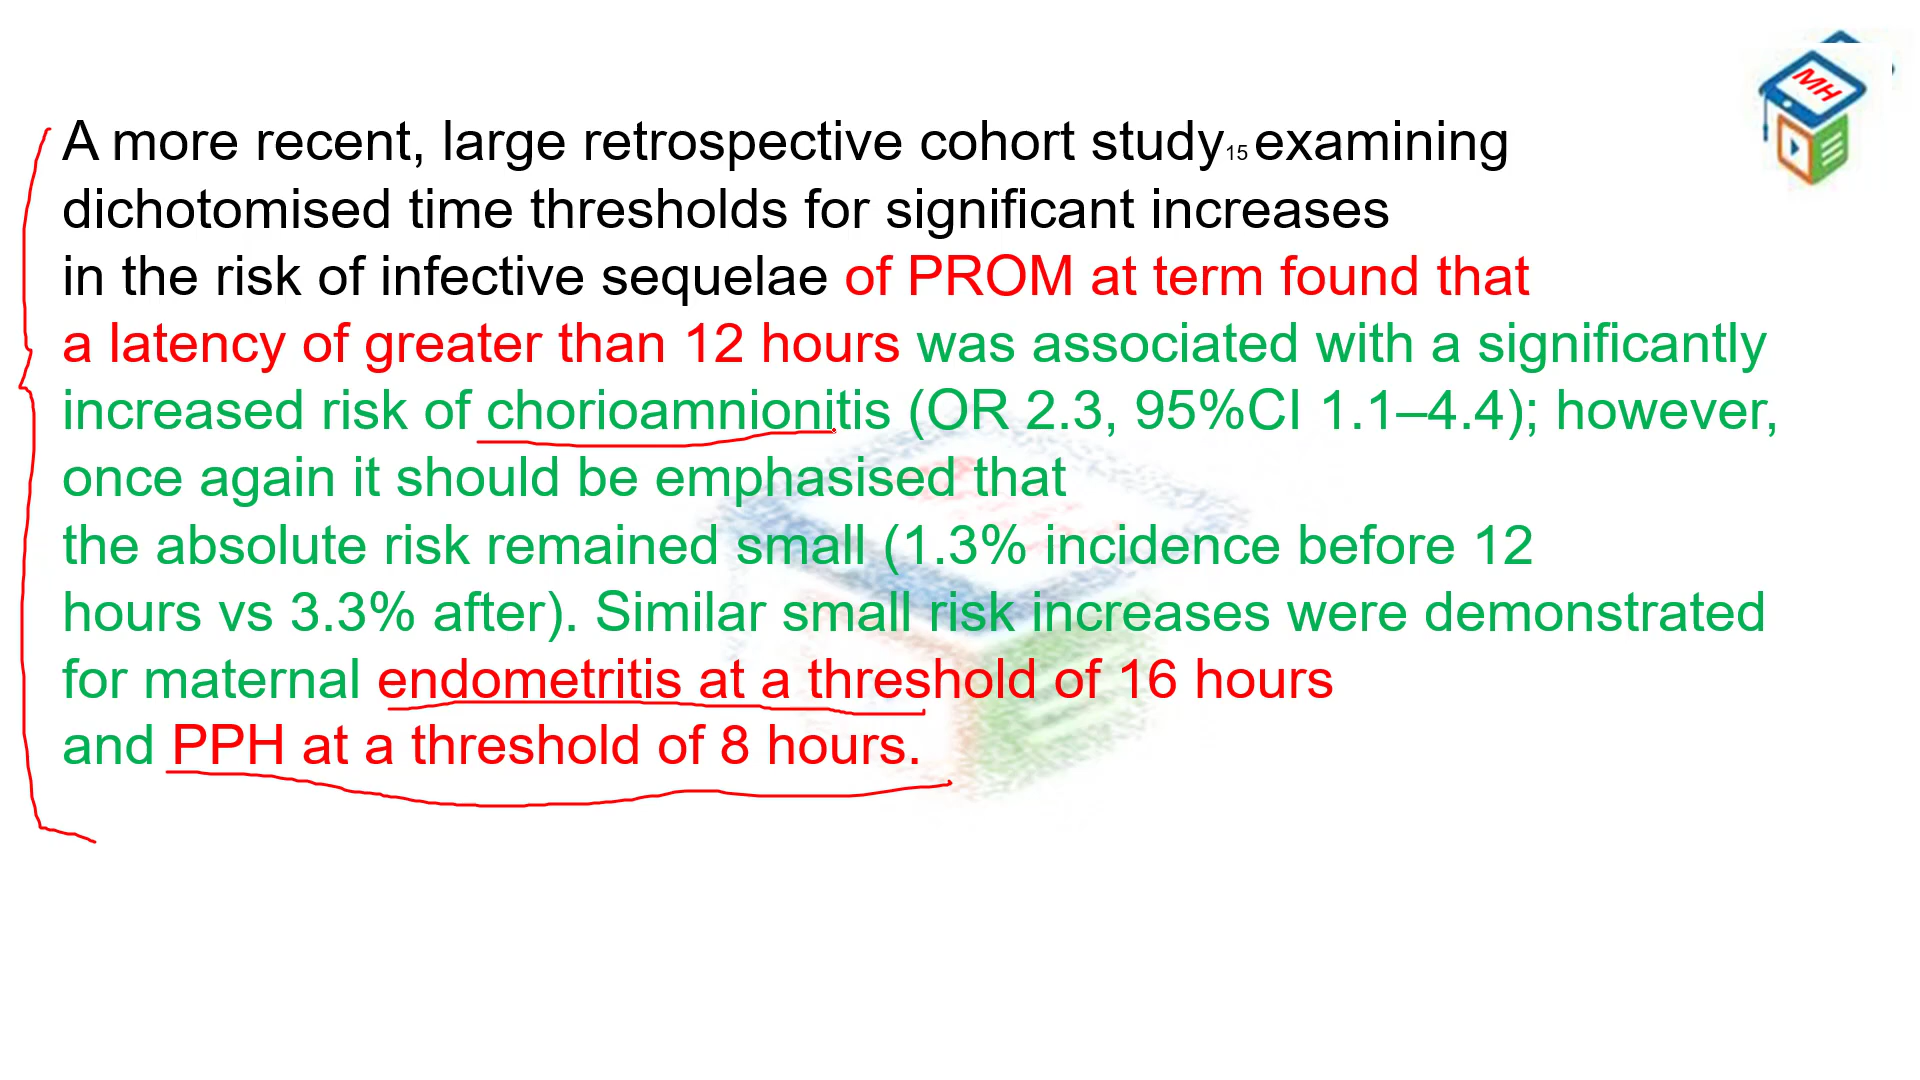 MH
A more recent, large retrospective cohort study15 examining
dichotomised time thresholds for significant increases
in the risk of infective sequelae of PROM at term found that
a latency of greater than 12 hours was associated with a significantly
increased risk of chorioamnionitis (OR 2.3, 95%CI 1.1–4.4); however,
once again it should be emphasised that
the absolute risk remained small (1.3% incidence before 12
hours vs 3.3% after). Similar small risk increases were demonstrated
for maternal endometritis at a threshold of 16 hours
and PPH at a threshold of 8 hours.